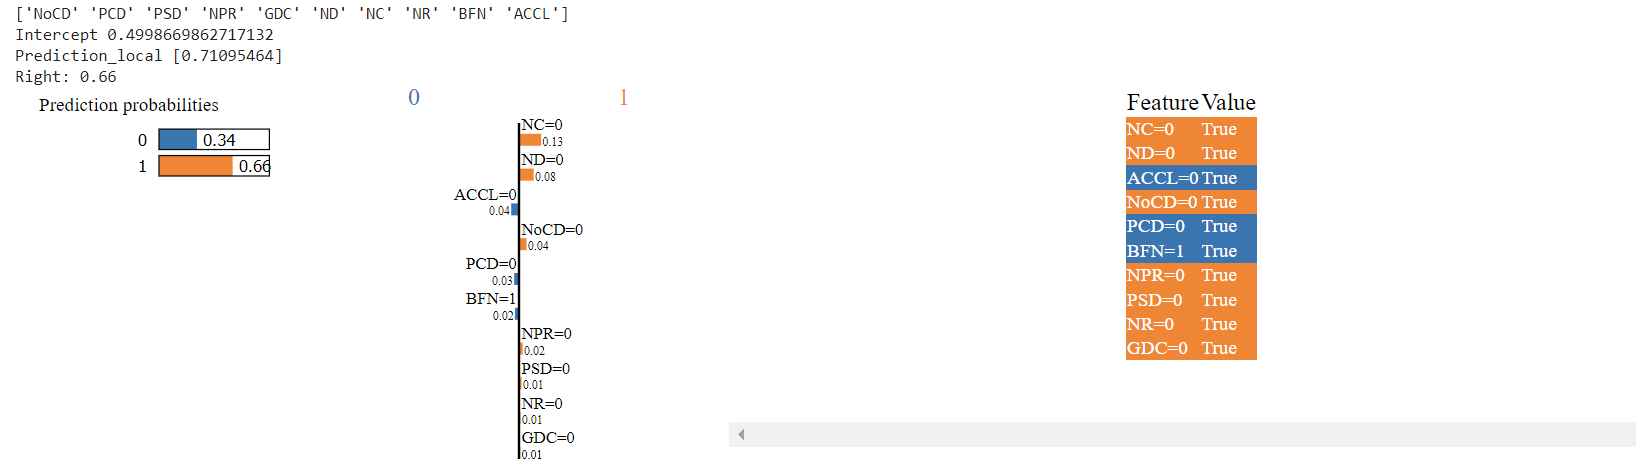 ['NoCD' 'PCD' 'PSD' 'NPR' 'GDC' 'ND' 'NC' 'NR' 'BFN' 'ACCL']
Intercept 0.4998669862717132
Prediction_local [0.71095464]
Right: 0.66
Prediction probabilities
0 0.34
1 0.66
0 1
NC=0
0.13
ND=0
0.08
ACCL=0
0.04
NoCD=0
0.04
PCD=0
0.03
BFN=1
0.02
NPR=0
0.02
PSD=0
0.01
NR=0
0.01
GDC=0
0.01
Feature Value
NC=0 True
ND=0 True
ACCL=0 True
NoCD=0 True
PCD=0 True
BFN=1 True
NPR=0 True
PSD=0 True
NR=0 True
GDC=0 True